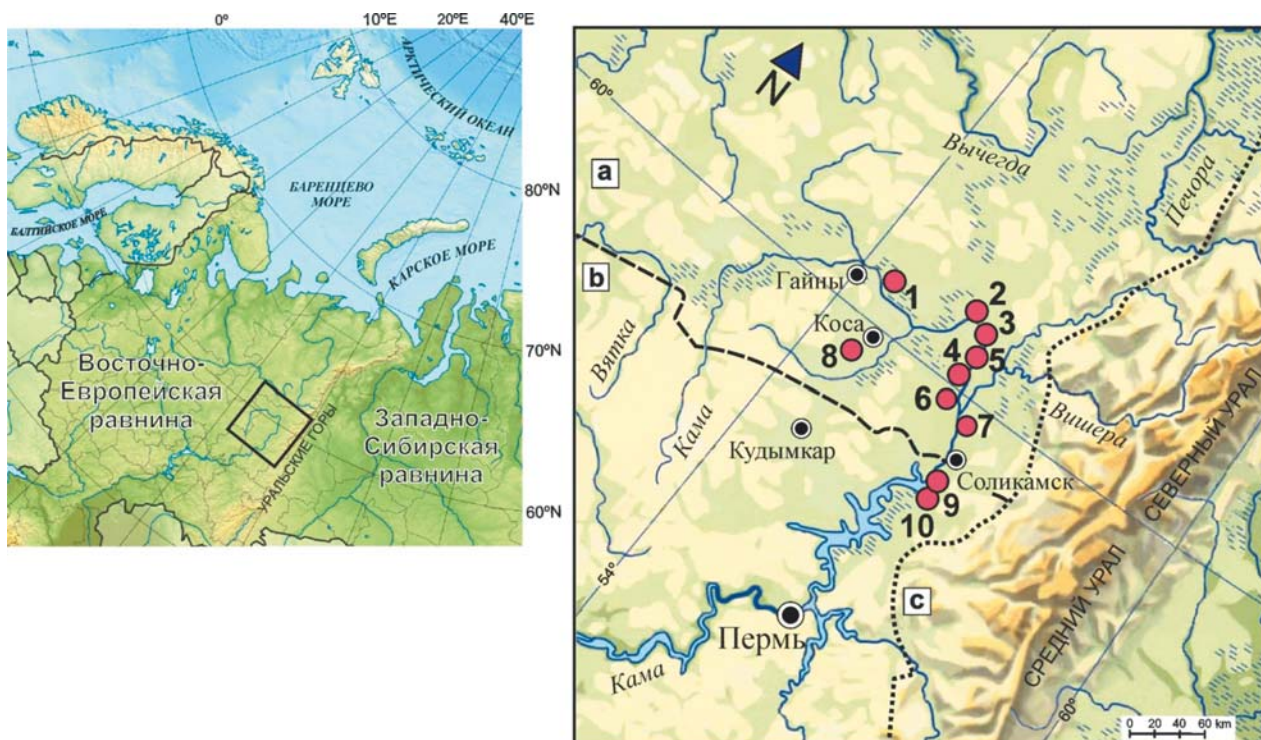 0°
10°E
20°E
40°E
АРКТИЧЕСКИЙ ОКЕАН
БАРЕНЦЕВО
МОРЕ
80°N
БАЛТИЙСКОЕ МОРЕ
КАРСКОЕ МОРЕ
70°N
Восточно-
Европейская
равнина
УРАЛЬСКИЕ ГОРЫ
Западно-
Сибирская
равнина
60°N
N
60°
Вычегда
a
Печора
b
Гайны
1
2
Коса
3
Вятка
8
4
5
6
Кама
7
Вишера
Кудымкар
Соликамск
СЕВЕРНЫЙ УРАЛ
9
10
54°
c
СРЕДНИЙ УРАЛ
Пермь
Кама
60°
0 20 40 60 km